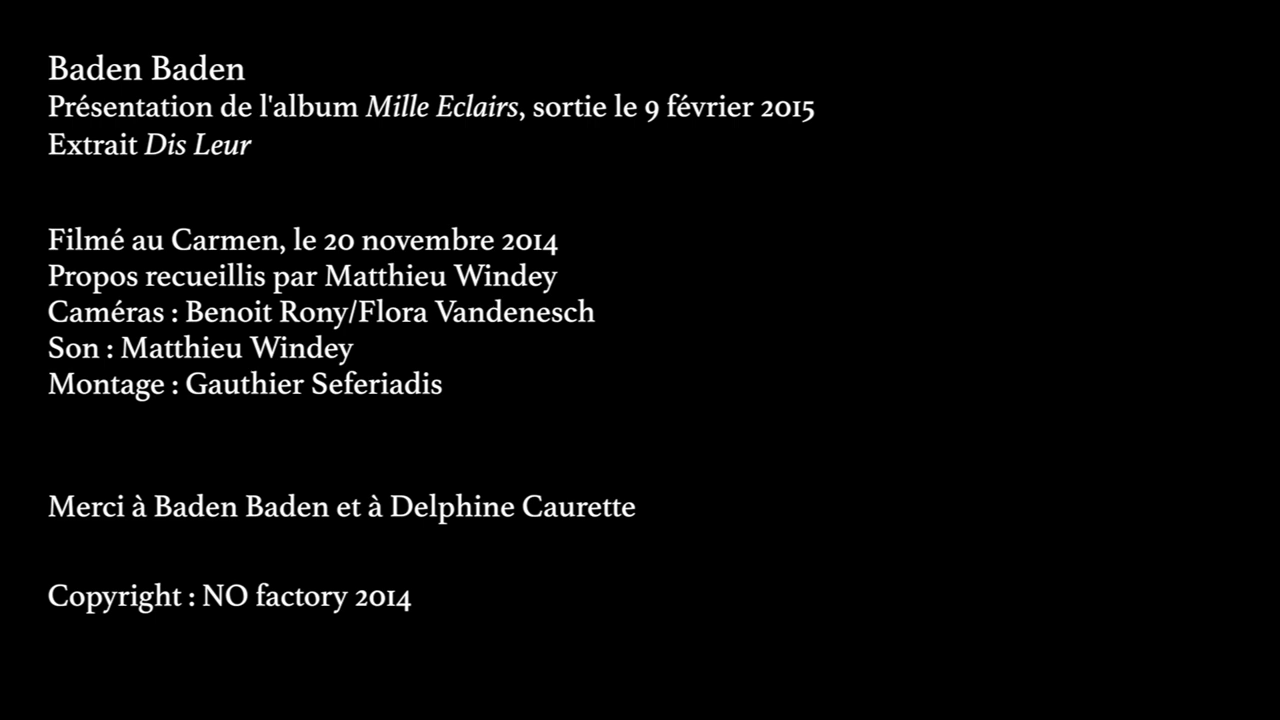 Baden Baden
Présentation de l'album Mille Eclairs, sortie le 9 février 2015
Extrait Dis Leur
Filmé au Carmen, le 20 novembre 2014
Propos recueillis par Matthieu Windey
Caméras : Benoit Rony/Flora Vandenesch
Son : Matthieu Windey
Montage : Gauthier Seferiadis
Merci à Baden Baden et à Delphine Caurette
Copyright : NO factory 2014